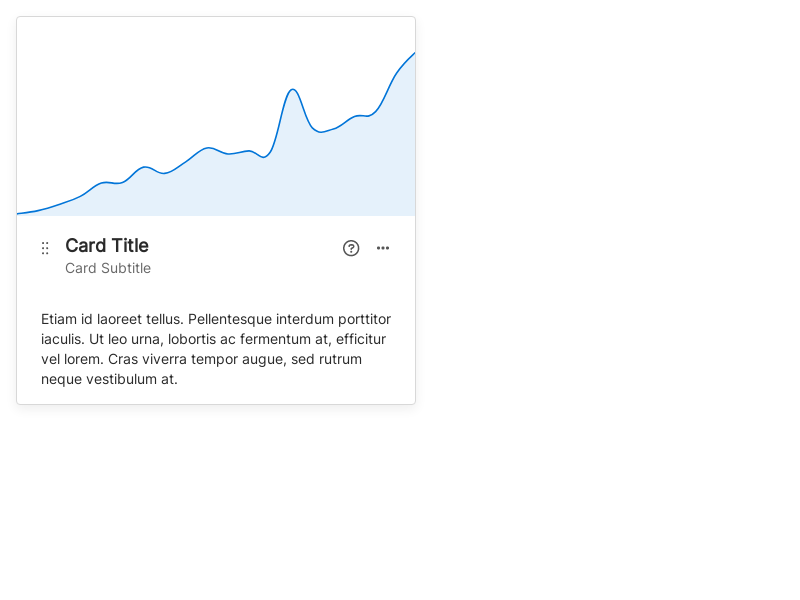 Card Title
Card Subtitle
Etiam id laoreet tellus. Pellentesque interdum porttitor
iaculis. Ut leo urna, lobortis ac fermentum at, efficitur
vel lorem. Cras viverra tempor augue, sed rutrum
neque vestibulum at.